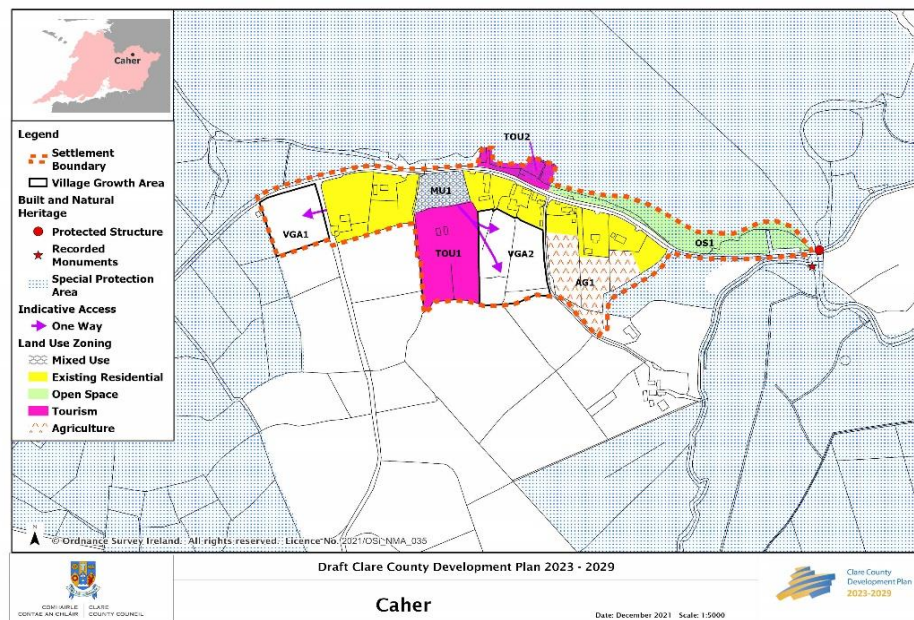 Caher
Legend
Settlement
Boundary
Village Growth Area
Built and Natural
Heritage
Protected Structure
Recorded
Monuments
Special Protection
Area
Indicative Access
One Way
Land Use Zoning
Mixed Use
Existing Residential
Open Space
Tourism
Agriculture
TOU2
MU1
VGA1
TOU1
VGA2
OS1
AG1
N
© Ordnance Survey Ireland. All rights reserved. Licence No. 2021/OSi_NMA_035
COMHAIRLE
CONTAE AN CHLÁIR
CLARE
COUNTY COUNCIL
Draft Clare County Development Plan 2023 - 2029
Caher
Date: December 2021 Scale: 1:5000
Clare County
Development Plan
2023-2029